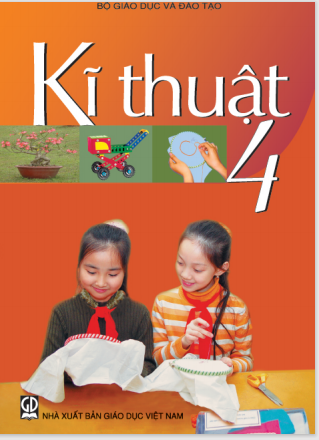 BỘ GIÁO DỤC VÀ ĐÀO TẠO
Kĩ thuật
4
GD
NHÀ XUẤT BẢN GIÁO DỤC VIỆT NAM